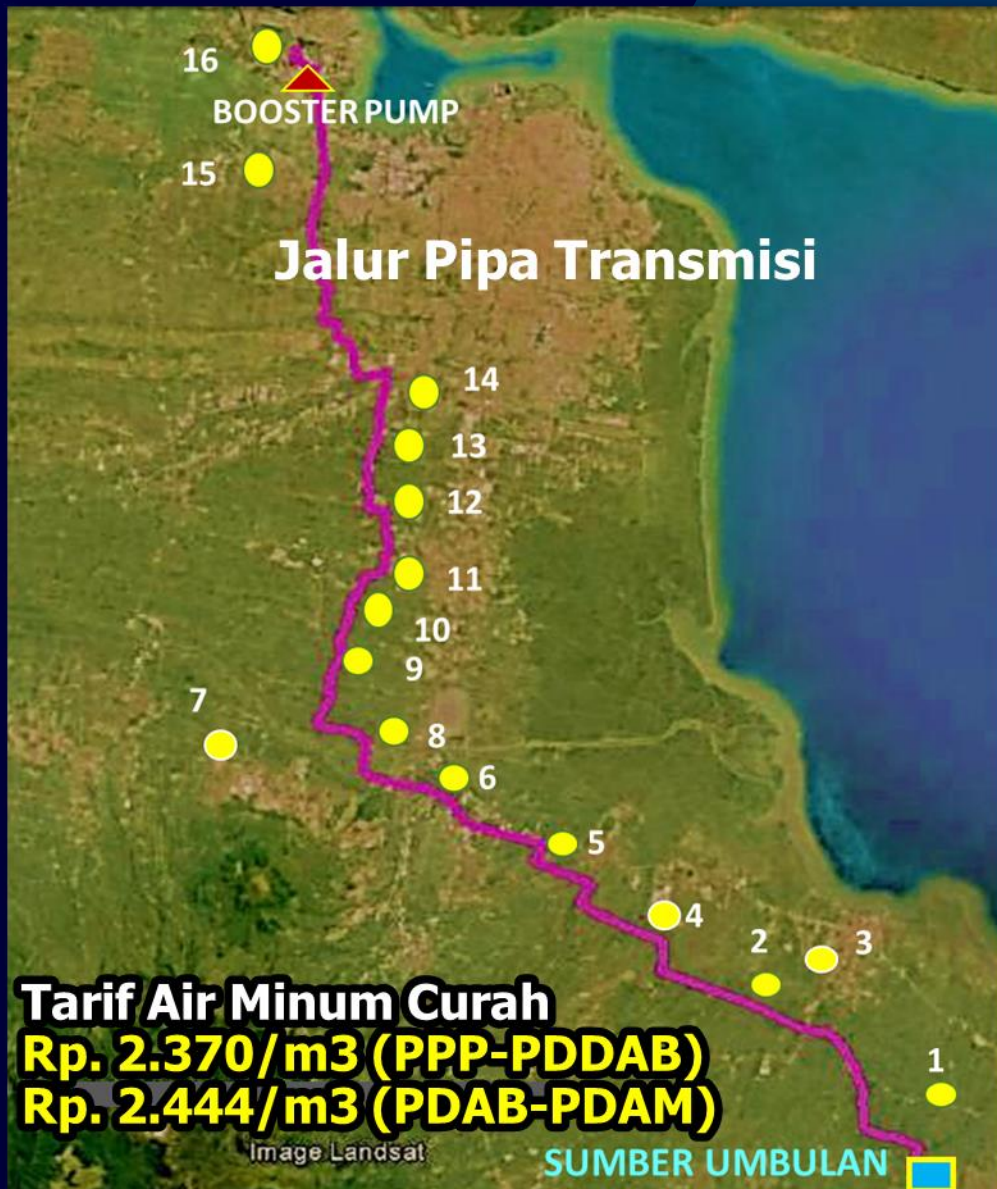 16
BOOSTER PUMP
15
Jalur Pipa Transmisi
14
13
12
11
10
9
7
8
6
5
4
2
3
Tarif Air Minum Curah
Rp. 2.370/m3 (PPP-PDDAB)
1
Rp. 2.444/m3 (PDAB-PDAM)
Image Landsat
SUMBER UMBULAN